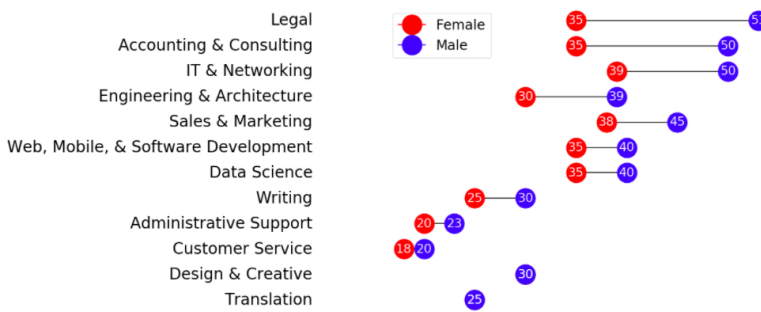 Legal 35
Female
Male
Accounting & Consulting 35 50
IT & Networking 39 50
Engineering & Architecture 30 39
Sales & Marketing 38 45
Web, Mobile, & Software Development 35 40
Data Science 35 40
Writing 25 30
Administrative Support 20 23
Customer Service 18 20
Design & Creative 30
Translation 25